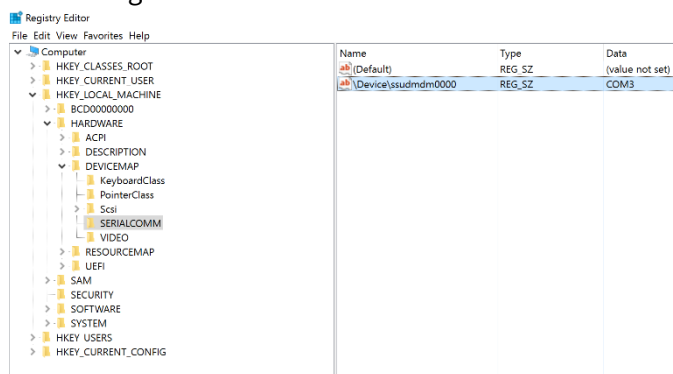 Registry Editor
File Edit View Favorites Help
Computer
HKEY_CLASSES_ROOT
HKEY_CURRENT_USER
HKEY_LOCAL_MACHINE
BCD00000000
HARDWARE
ACPI
DESCRIPTION
DEVICEMAP
KeyboardClass
PointerClass
Scsi
SERIALCOMM
VIDEO
RESOURCEMAP
UEFI
SAM
SECURITY
SOFTWARE
SYSTEM
HKEY_USERS
HKEY_CURRENT_CONFIG
Name Type Data
(Default) REG_SZ (value not set)
\Device\ssudmdm0000 REG_SZ COM3